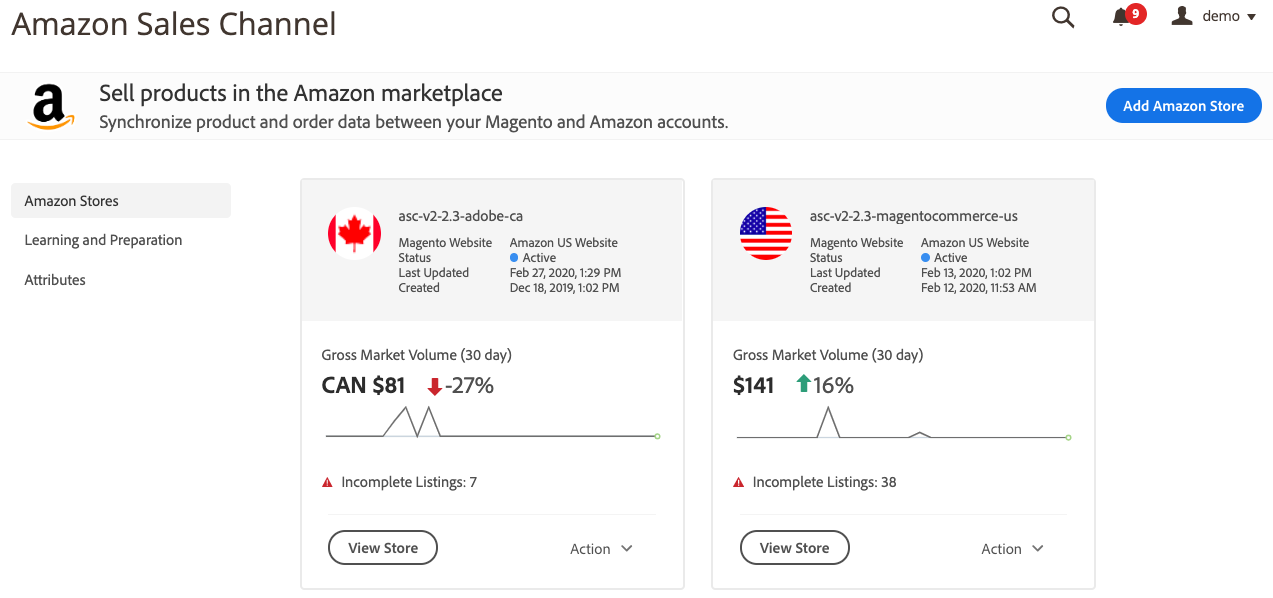 Amazon Sales Channel
9
demo
a
Sell products in the Amazon marketplace
Synchronize product and order data between your Magento and Amazon accounts.
Add Amazon Store
Amazon Stores
Learning and Preparation
Attributes
asc-v2-2.3-adobe-ca
Magento Website Amazon US Website
Status Active
Last Updated Feb 27, 2020, 1:29 PM
Created Dec 18, 2019, 1:02 PM
Gross Market Volume (30 day)
CAN $81 -27%
Incomplete Listings: 7
View Store
Action
asc-v2-2.3-magentocommerce-us
Magento Website Amazon US Website
Status Active
Last Updated Feb 13, 2020, 1:02 PM
Created Feb 12, 2020, 11:53 AM
Gross Market Volume (30 day)
$141 16%
Incomplete Listings: 38
View Store
Action